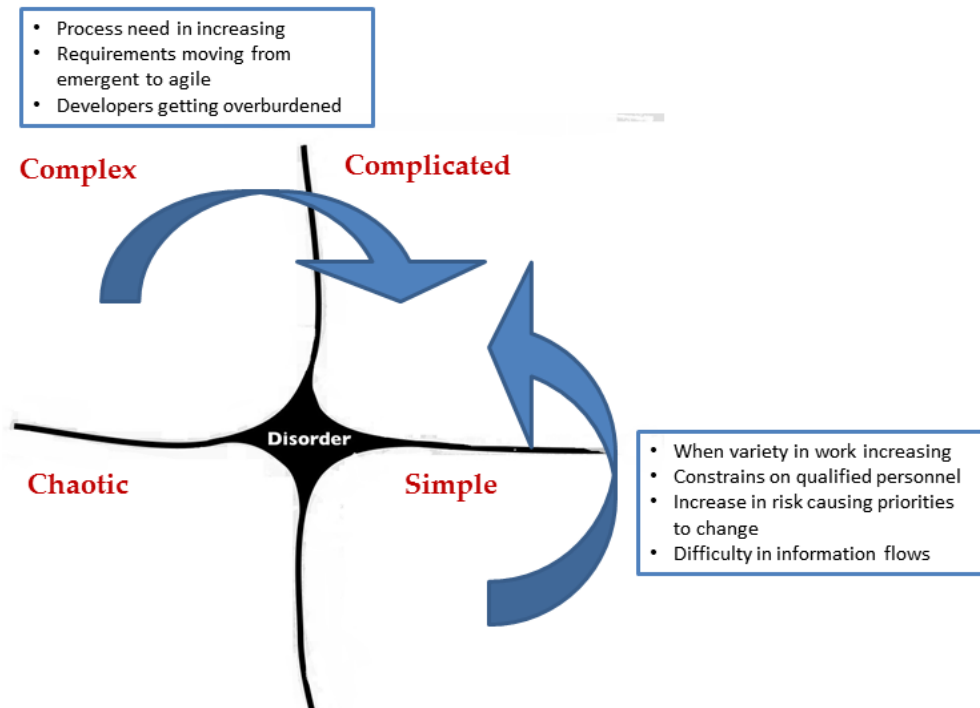 • Process need in increasing
• Requirements moving from
emergent to agile
• Developers getting overburdened
Complex
Complicated
Disorder
Chaotic
Simple
• When variety in work increasing
• Constrains on qualified personnel
• Increase in risk causing priorities
to change
• Difficulty in information flows